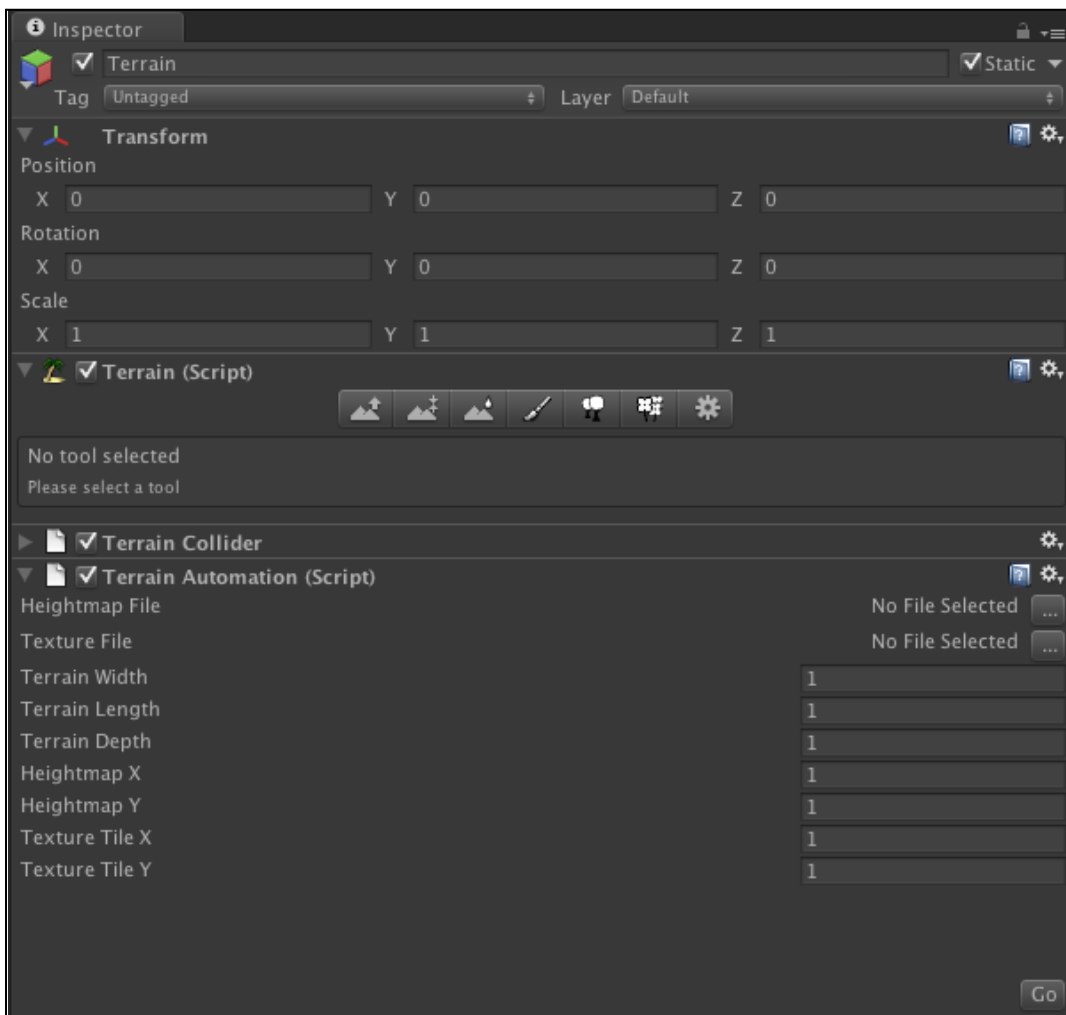 Inspector
Terrain Static
Tag Untagged Layer Default
Transform
Position
X 0 Y 0 Z 0
Rotation
X 0 Y 0 Z 0
Scale
X 1 Y 1 Z 1
Terrain (Script)
No tool selected
Please select a tool
Terrain Collider
Terrain Automation (Script)
Heightmap File No File Selected ...
Texture File No File Selected ...
Terrain Width 1
Terrain Length 1
Terrain Depth 1
Heightmap X 1
Heightmap Y 1
Texture Tile X 1
Texture Tile Y 1
Go